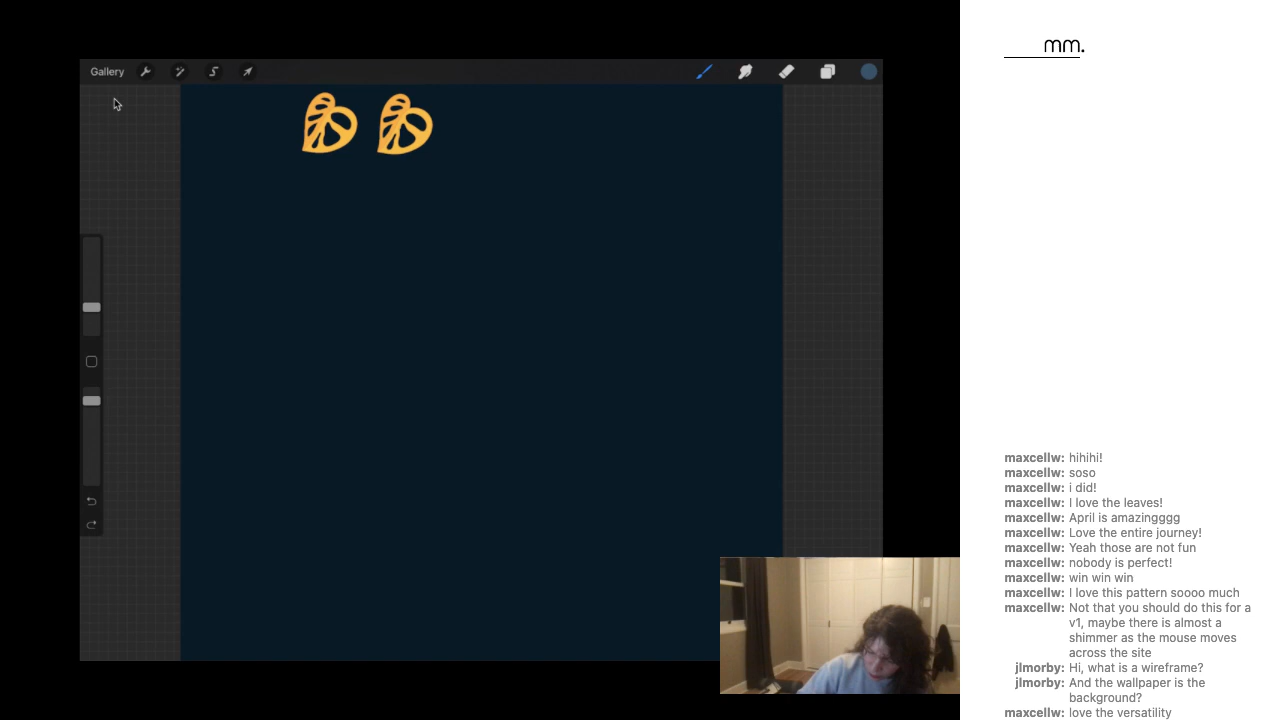 mm.
Gallery
maxcellw: hihihi!
maxcellw: soso
maxcellw: i did!
maxcellw: I love the leaves!
maxcellw: April is amazingggg
maxcellw: Love the entire journey!
maxcellw: Yeah those are not fun
maxcellw: nobody is perfect!
maxcellw: win win win
maxcellw: I love this pattern soooo much
maxcellw: Not that you should do this for a
v1, maybe there is almost a
shimmer as the mouse moves
across the site
jlmorby: Hi, what is a wireframe?
jlmorby: And the wallpaper is the
background?
maxcellw: love the versatility